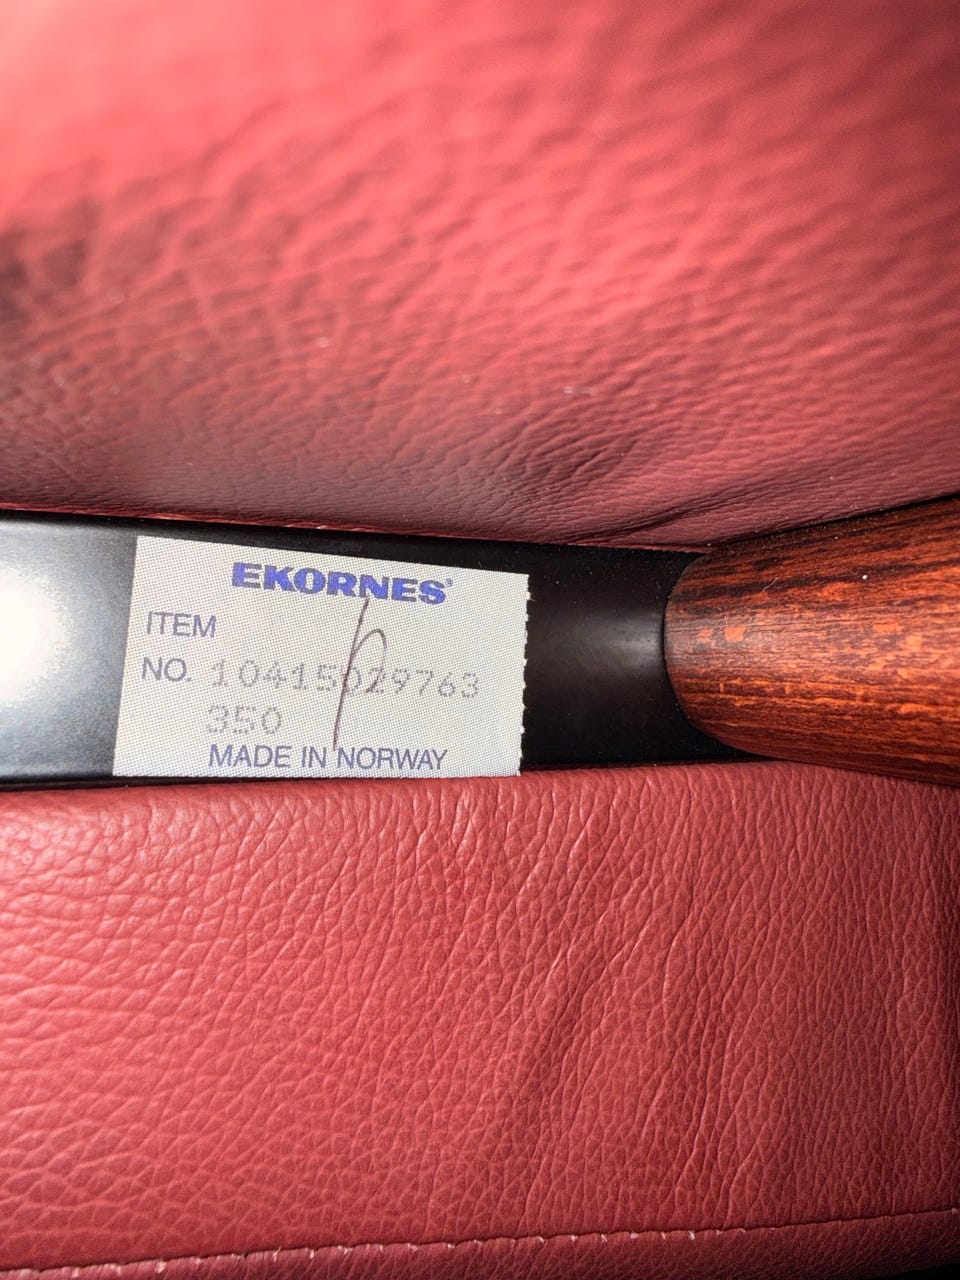 EKORNES®
ITEM
NO. 10415029763
350
MADE IN NORWAY